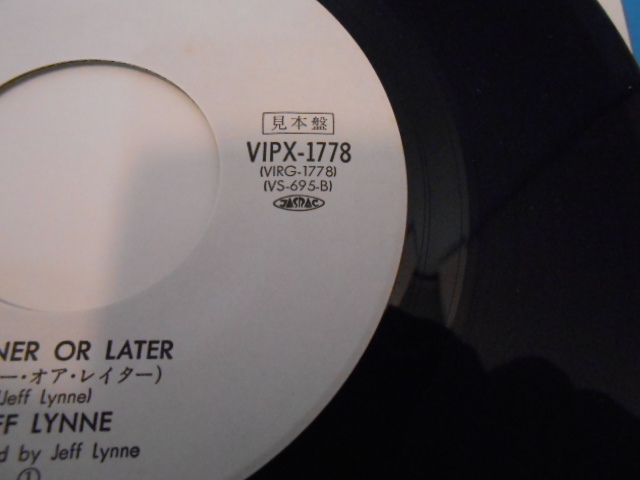 見本盤
VIPX-1778
(VIRG-1778)
(VS-695-B)
JASRAC
NER OR LATER
ー・オア・レイター)
(Jeff Lynne)
FF LYNNE
d by Jeff Lynne
①